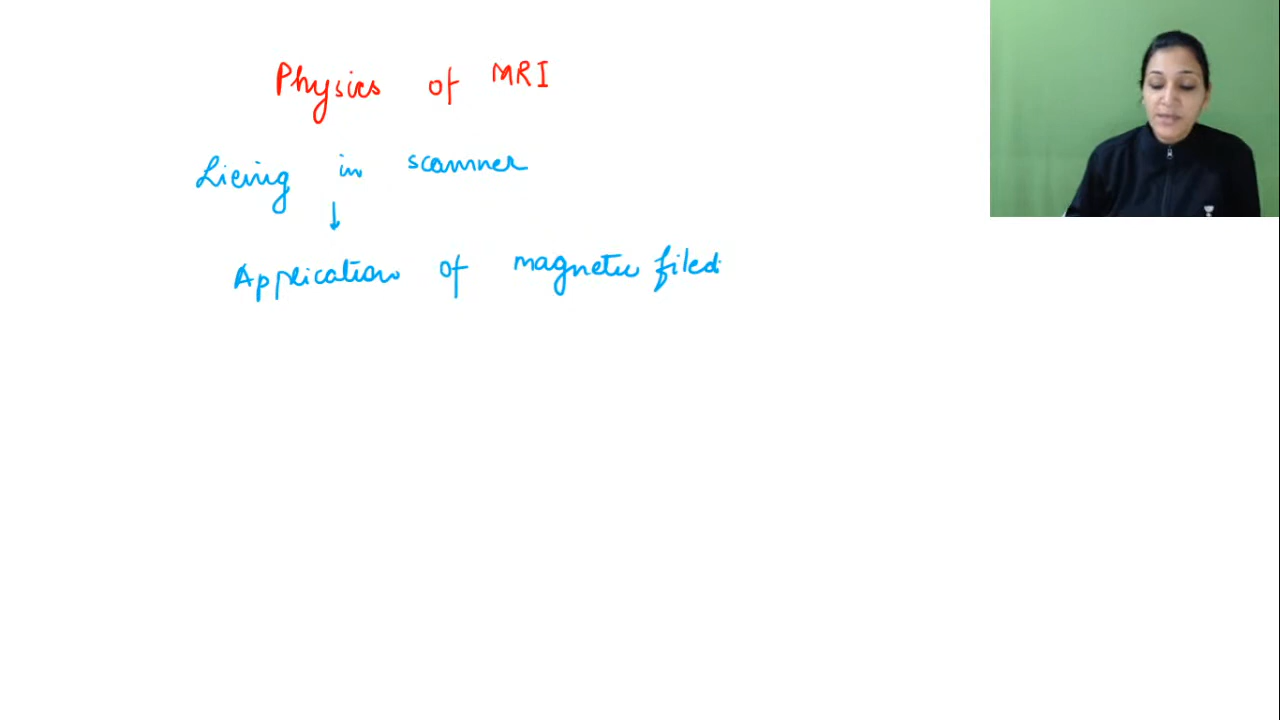 Physics of MRI
Lieing in scanner
↓
Application of magnetic filed